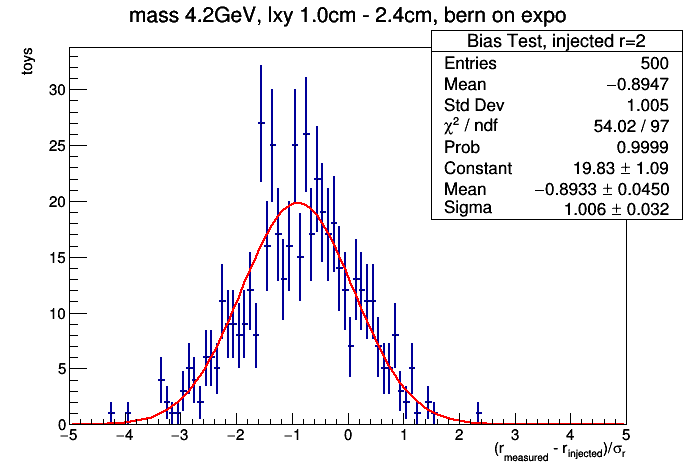 mass 4.2GeV, lxy 1.0cm - 2.4cm, bern on expo
Bias Test, injected r=2
Entries 500
Mean −0.8947
Std Dev 1.005
χ² / ndf 54.02 / 97
Prob 0.9999
Constant 19.83 ± 1.09
Mean −0.8933 ± 0.0450
Sigma 1.006 ± 0.032
toys
30
25
20
15
10
5
0
−5 −4 −3 −2 −1 0 1 2 3 4 5
(r_measured - r_injected)/σ_r